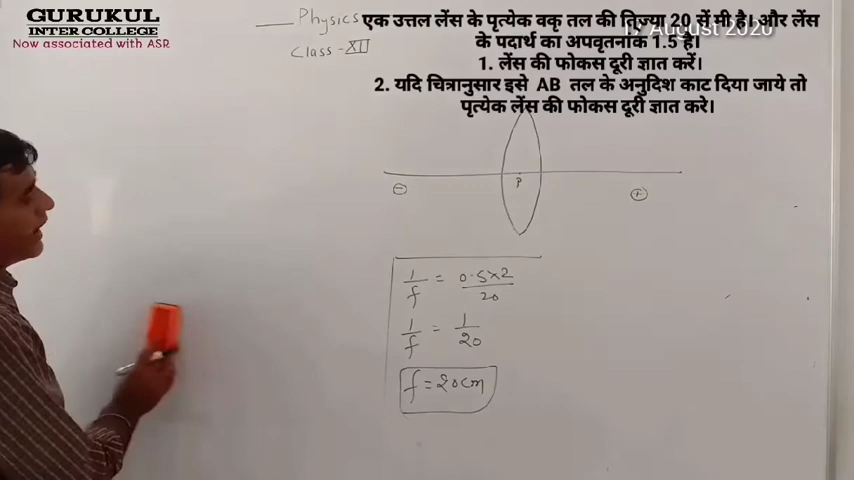 GURUKUL
INTER COLLEGE
Now associated with ASR
Physics
Class-XII
17 August 2020
एक उत्तल लेंस के पृत्येक वकृ तल की तिृज्या 20 सें मी है। और लेंस
के पदार्थ का अपवृतनांक 1.5 है।
1. लेंस की फोकस दूरी ज्ञात करें।
2. यदि चित्रानुसार इसे AB तल के अनुदिश काट दिया जाये तो
पृत्येक लेंस की फोकस दूरी ज्ञात करे।
P
⊖
⊕
1/f = 0.5×2/20
1/f = 1/20
f = 20cm